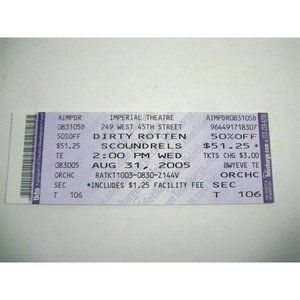 AIMPDR IMPERIAL THEATRE AIMPDR0831050
0831050 249 WEST 45TH STREET 964491718307
50%OFF DIRTY ROTTEN 50%OFF
$51.25 SCOUNDRELS $51.25 *
TE 2:00 PM WED TKTS CHG $3.00
083005 AUG 31, 2005 BWYEVE TE
ORCHC RATKT1003-0830-Z144V ORCHC
SEC *INCLUDES $1.25 FACILITY FEE* SEC
T 106 T 106